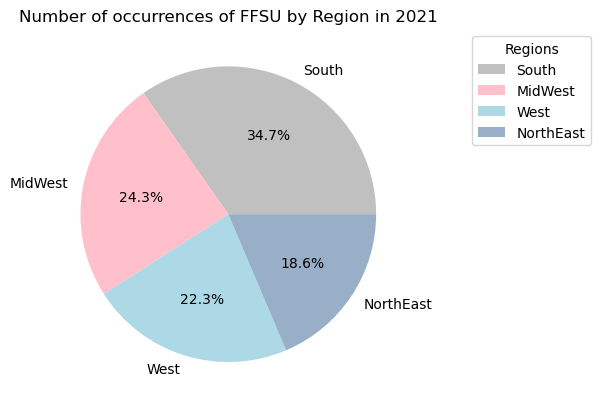 Number of occurrences of FFSU by Region in 2021
Regions
South
MidWest
West
NorthEast
South
34.7%
MidWest
24.3%
18.6%
22.3%
NorthEast
West